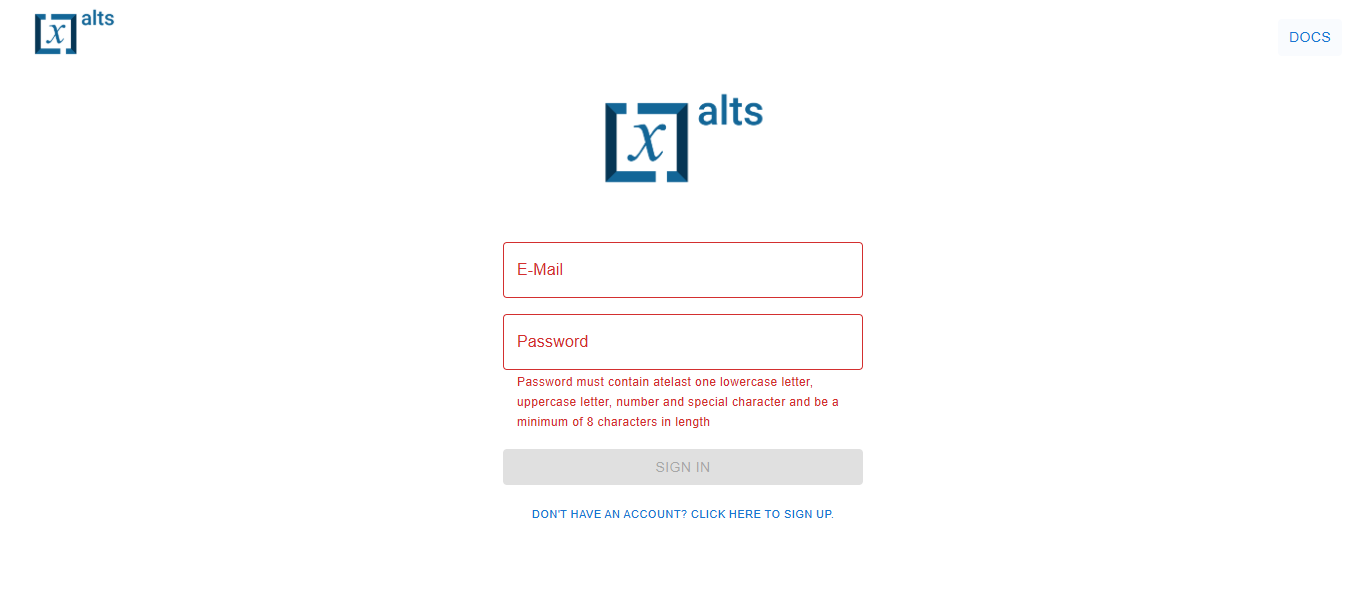 x alts
DOCS
x alts
E-Mail
Password
Password must contain atelast one lowercase letter,
uppercase letter, number and special character and be a
minimum of 8 characters in length
SIGN IN
DON'T HAVE AN ACCOUNT? CLICK HERE TO SIGN UP.